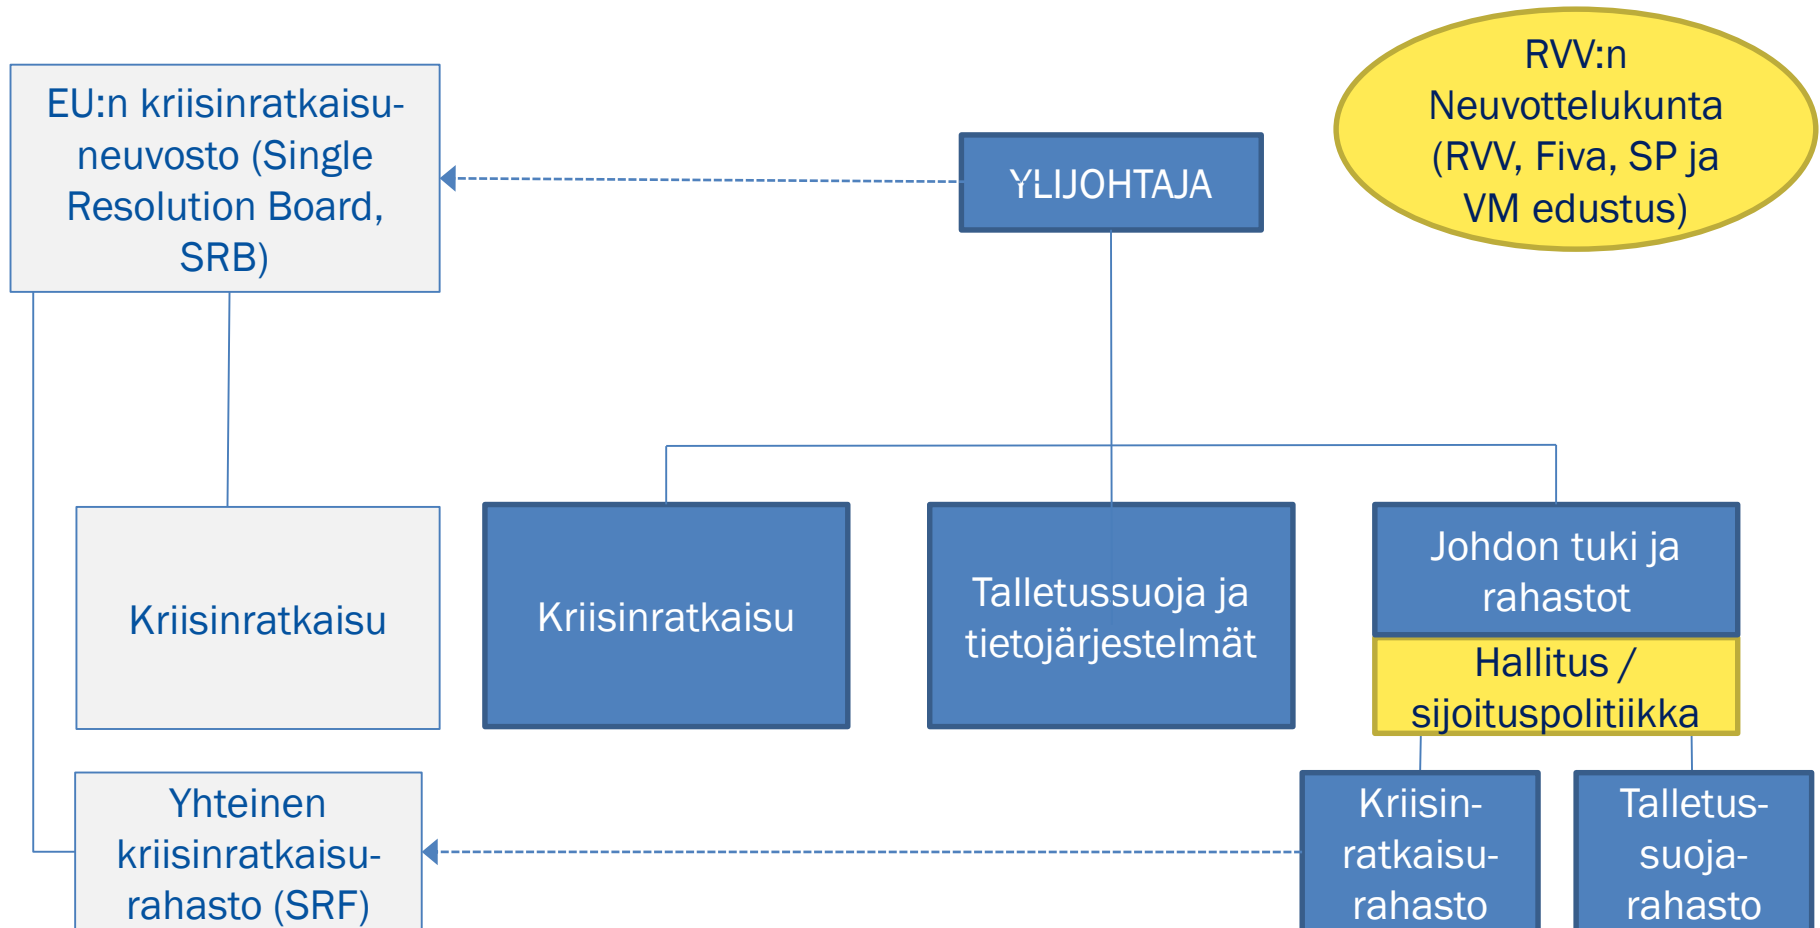 EU:n kriisinratkaisu-
neuvosto (Single
Resolution Board,
SRB)
YLIJOHTAJA
RVV:n
Neuvottelukunta
(RVV, Fiva, SP ja
VM edustus)
Kriisinratkaisu
Kriisinratkaisu
Talletussuoja ja
tietojärjestelmät
Johdon tuki ja
rahastot
Hallitus /
sijoituspolitiikka
Yhteinen
kriisinratkaisu-
rahasto (SRF)
Kriisin-
ratkaisu-
rahasto
Talletus-
suoja-
rahasto